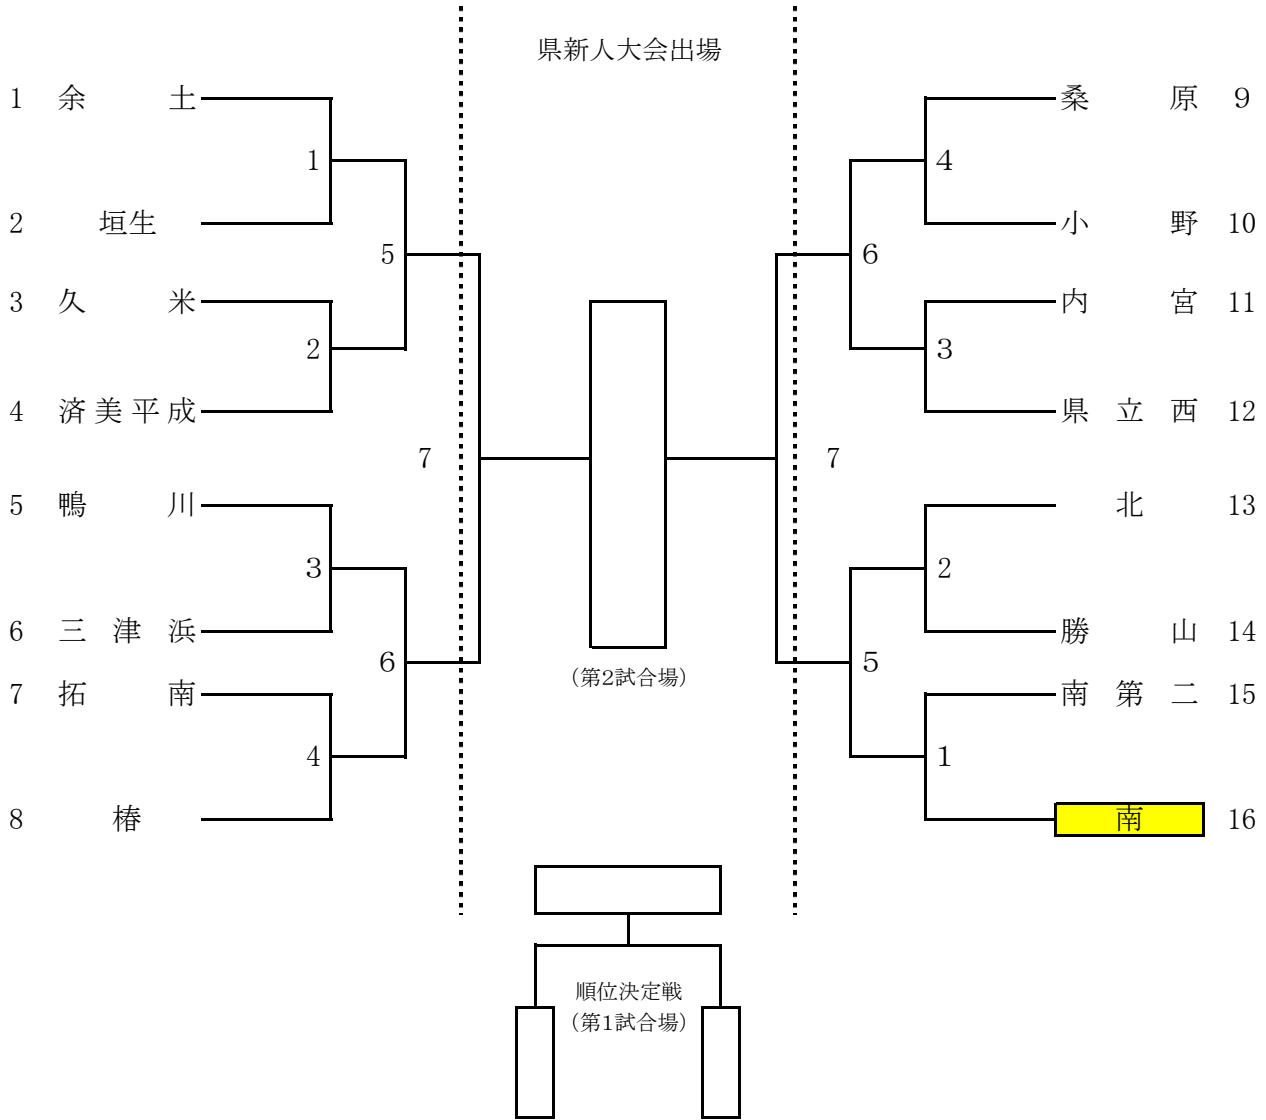 県新人大会出場
1 余土 桑原 9
1 4
2 垣生 小野 10
5 6
3 久米 内宮 11
2 3
4 済美平成 県立西 12
7 7
5 鴨川 北 13
3 2
6 三津浜 勝山 14
6 5
(第2試合場)
7 拓南 南第二 15
4 1
8 椿 南 16
順位決定戦
(第1試合場)